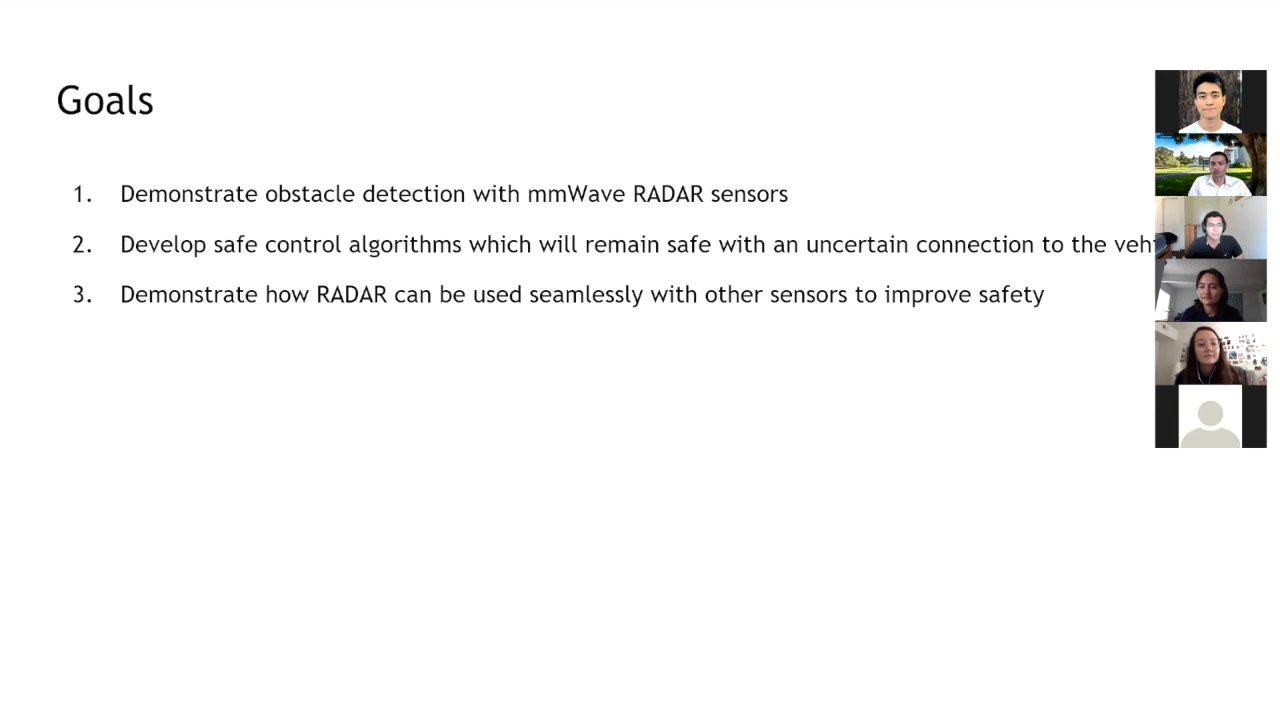 Goals
1. Demonstrate obstacle detection with mmWave RADAR sensors
2. Develop safe control algorithms which will remain safe with an uncertain connection to the veh
3. Demonstrate how RADAR can be used seamlessly with other sensors to improve safety